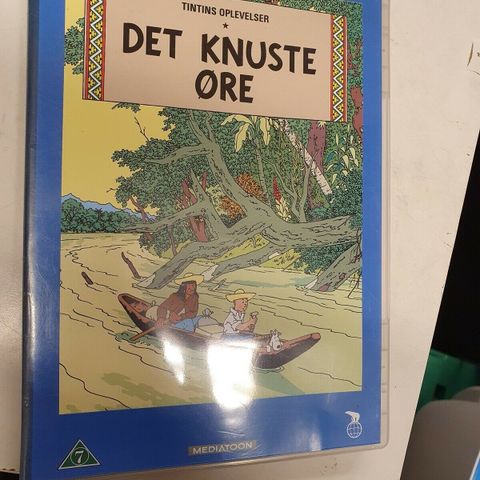 TINTINS OPLEVELSER
DET KNUSTE
ØRE
7
MEDIATOON